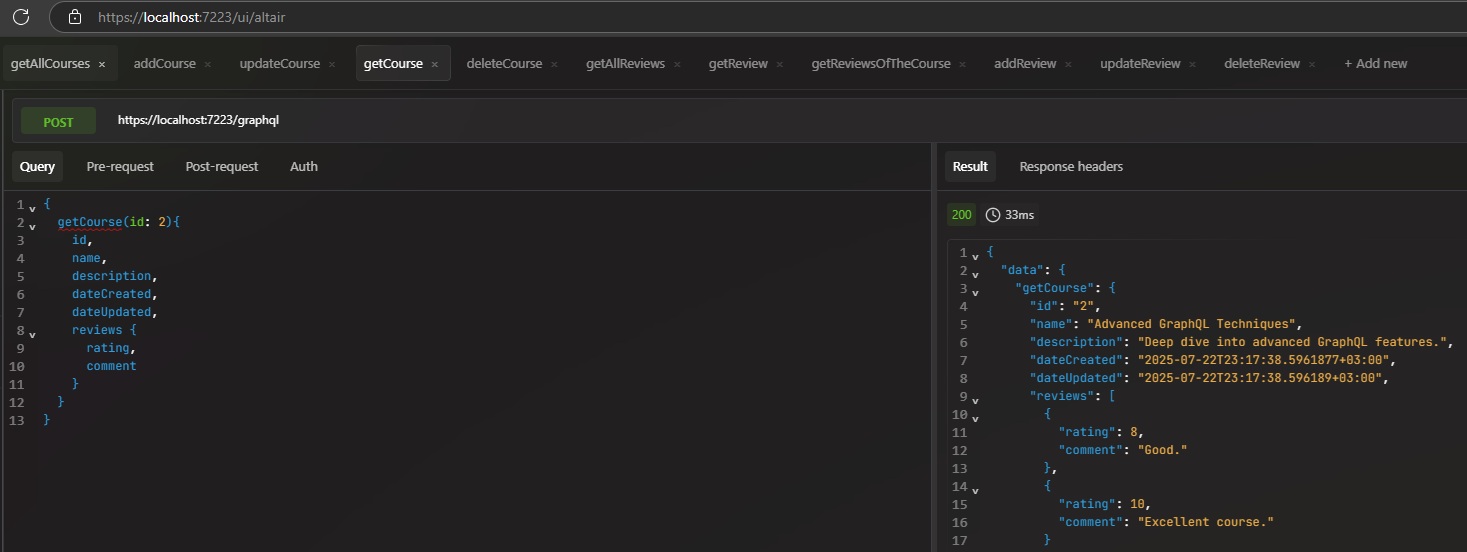 https://localhost:7223/ui/altair
getAllCourses × addCourse × updateCourse × getCourse × deleteCourse × getAllReviews × getReview × getReviewsOfTheCourse × addReview × updateReview × deleteReview × + Add new
POST https://localhost:7223/graphql
Query Pre-request Post-request Auth
1 {
2 getCourse(id: 2){
3 id,
4 name,
5 description,
6 dateCreated,
7 dateUpdated,
8 reviews {
9 rating,
10 comment
11 }
12 }
13 }
Result Response headers
200 33ms
1 {
2 "data": {
3 "getCourse": {
4 "id": "2",
5 "name": "Advanced GraphQL Techniques",
6 "description": "Deep dive into advanced GraphQL features.",
7 "dateCreated": "2025-07-22T23:17:38.5961877+03:00",
8 "dateUpdated": "2025-07-22T23:17:38.596189+03:00",
9 "reviews": [
10 {
11 "rating": 8,
12 "comment": "Good."
13 },
14 {
15 "rating": 10,
16 "comment": "Excellent course."
17 }